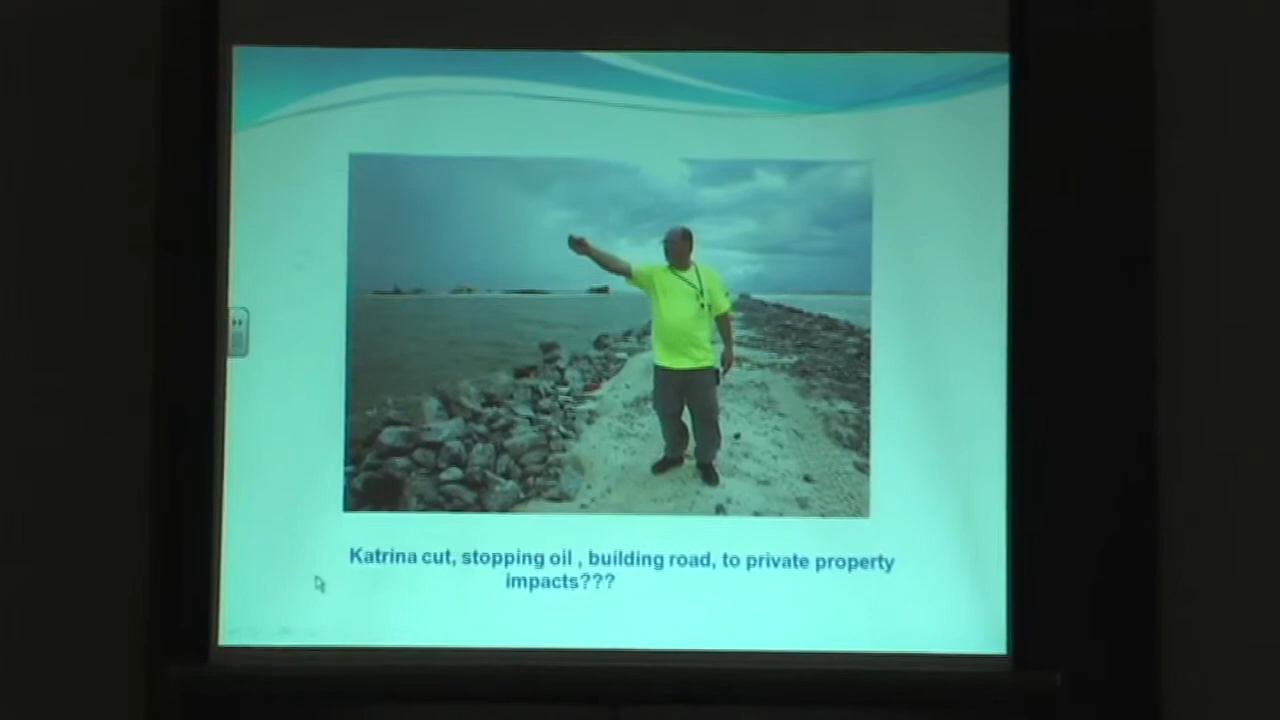 Katrina cut, stopping oil , building road, to private property
impacts???